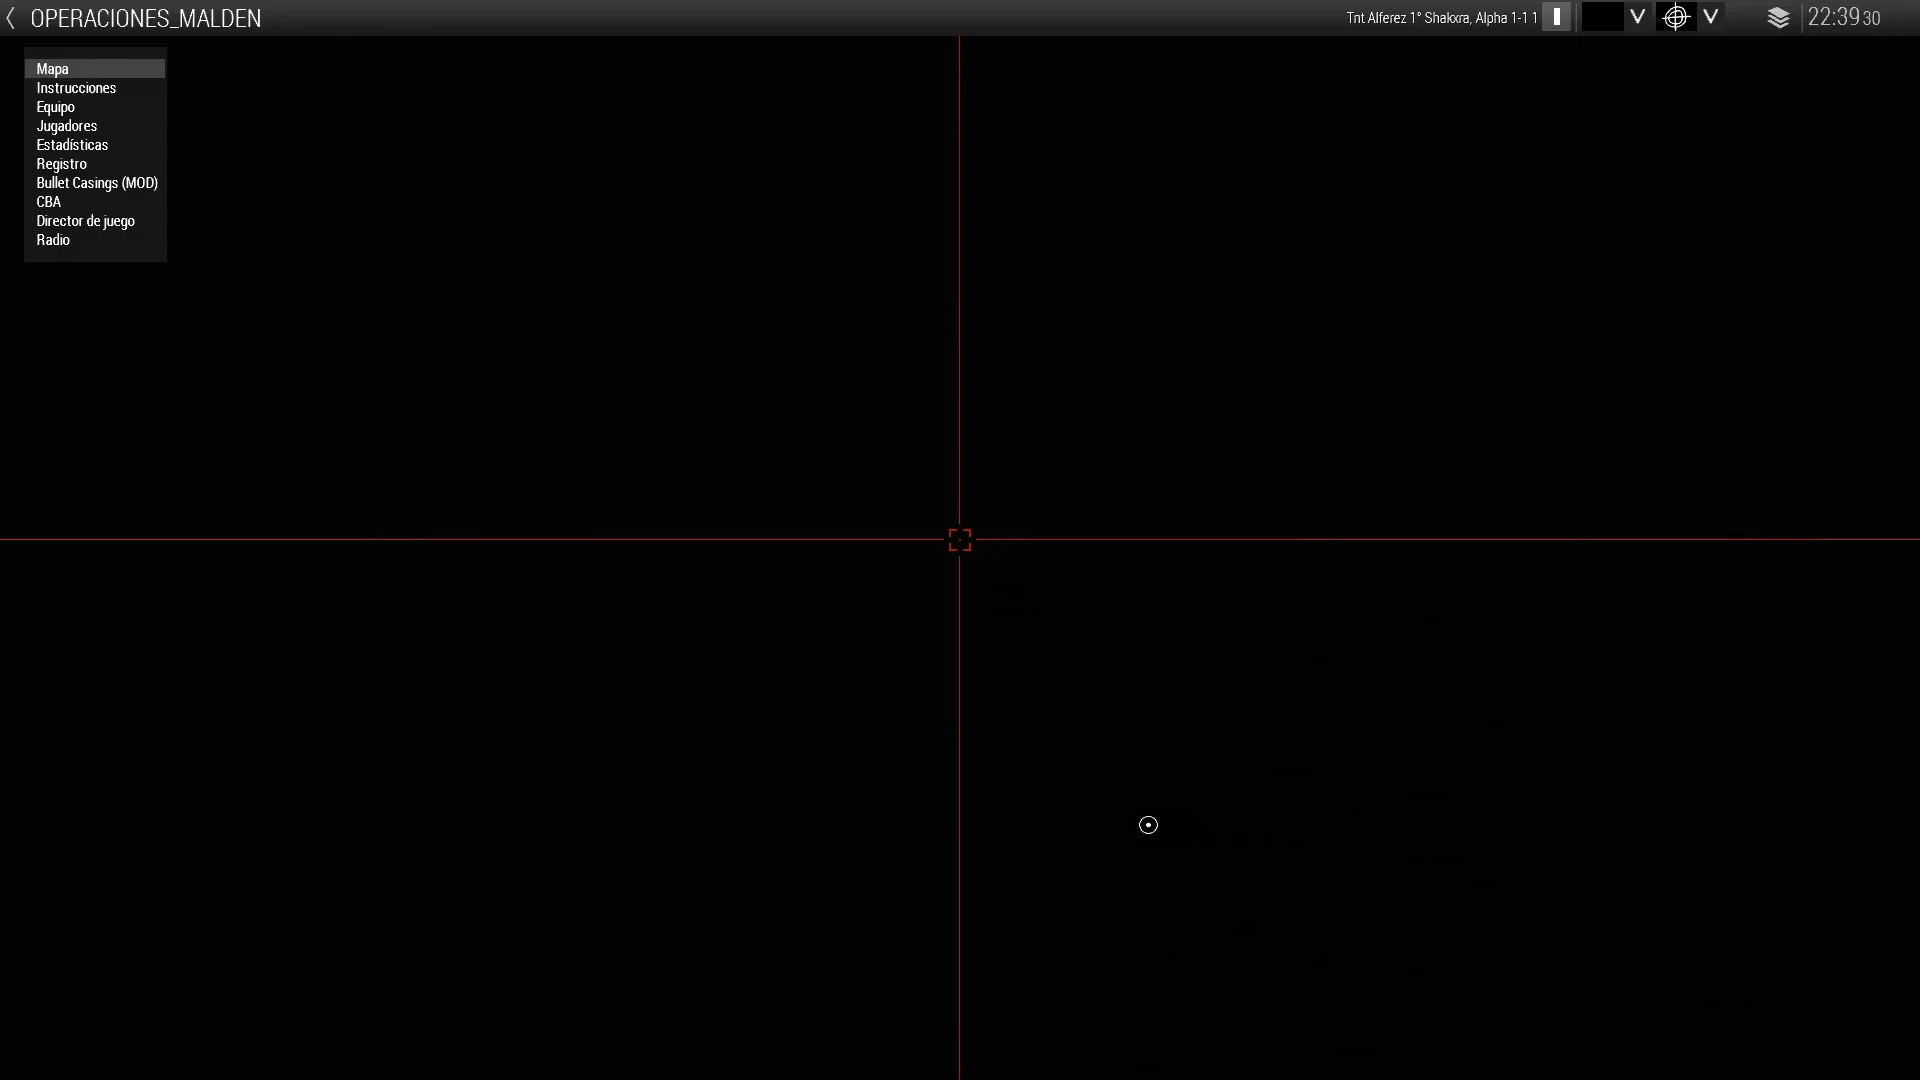 OPERACIONES_MALDEN
Tnt Alferez 1° Shakxra, Alpha 1-1 1
22:39 30
Mapa
Instrucciones
Equipo
Jugadores
Estadísticas
Registro
Bullet Casings (MOD)
CBA
Director de juego
Radio